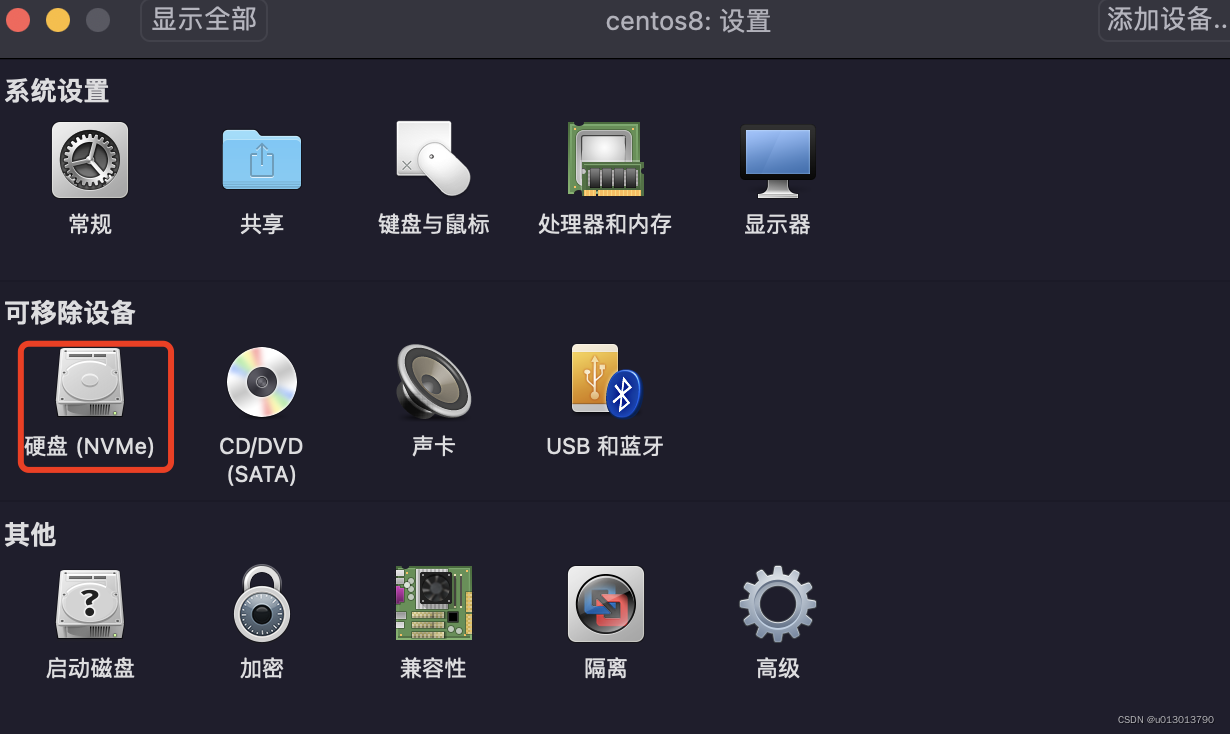 显示全部 centos8: 设置 添加设备...
系统设置
常规 共享 键盘与鼠标 处理器和内存 显示器
可移除设备
硬盘 (NVMe) CD/DVD 声卡 USB 和蓝牙
(SATA)
其他
?
启动磁盘 加密 兼容性 隔离 高级
CSDN @u013013790